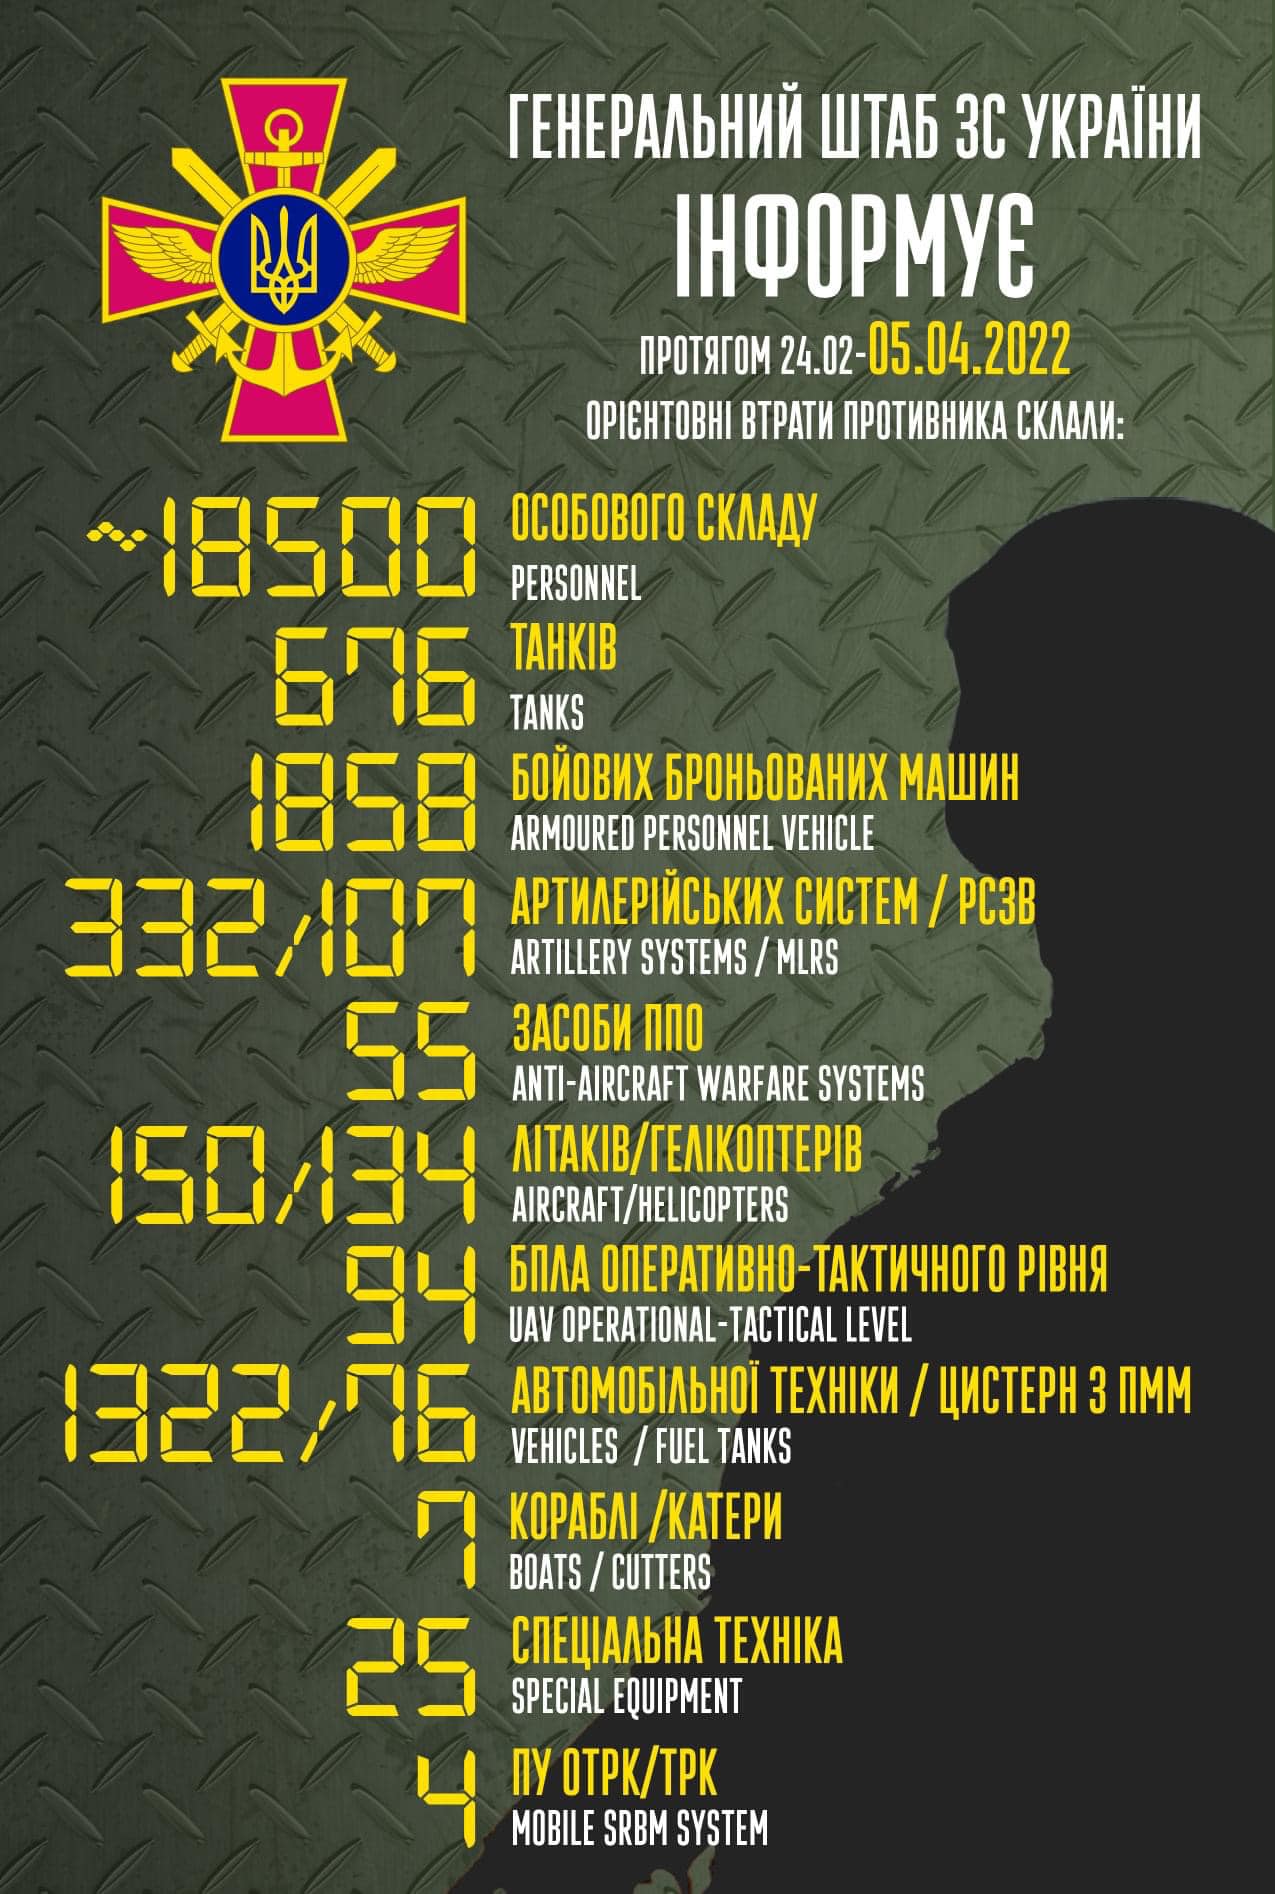 ГЕНЕРАЛЬНИЙ ШТАБ ЗС УКРАЇНИ
ІНФОРМУЄ
ПРОТЯГОМ 24.02-05.04.2022
ОРІЄНТОВНІ ВТРАТИ ПРОТИВНИКА СКЛАЛИ:
~18500 ОСОБОВОГО СКЛАДУ
PERSONNEL
676 ТАНКІВ
TANKS
1858 БОЙОВИХ БРОНЬОВАНИХ МАШИН
ARMOURED PERSONNEL VEHICLE
332/107 АРТИЛЕРІЙСЬКИХ СИСТЕМ / РСЗВ
ARTILLERY SYSTEMS / MLRS
55 ЗАСОБИ ППО
ANTI-AIRCRAFT WARFARE SYSTEMS
150/134 ЛІТАКІВ/ГЕЛІКОПТЕРІВ
AIRCRAFT/HELICOPTERS
94 БПЛА ОПЕРАТИВНО-ТАКТИЧНОГО РІВНЯ
UAV OPERATIONAL-TACTICAL LEVEL
1322/76 АВТОМОБІЛЬНОЇ ТЕХНІКИ / ЦИСТЕРН З ПММ
VEHICLES / FUEL TANKS
7 КОРАБЛІ /КАТЕРИ
BOATS / CUTTERS
25 СПЕЦІАЛЬНА ТЕХНІКА
SPECIAL EQUIPMENT
4 ПУ ОТРК/ТРК
MOBILE SRBM SYSTEM